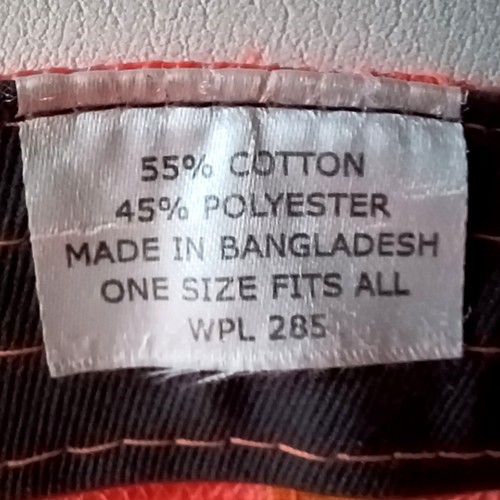 55% COTTON
45% POLYESTER
MADE IN BANGLADESH
ONE SIZE FITS ALL
WPL 285